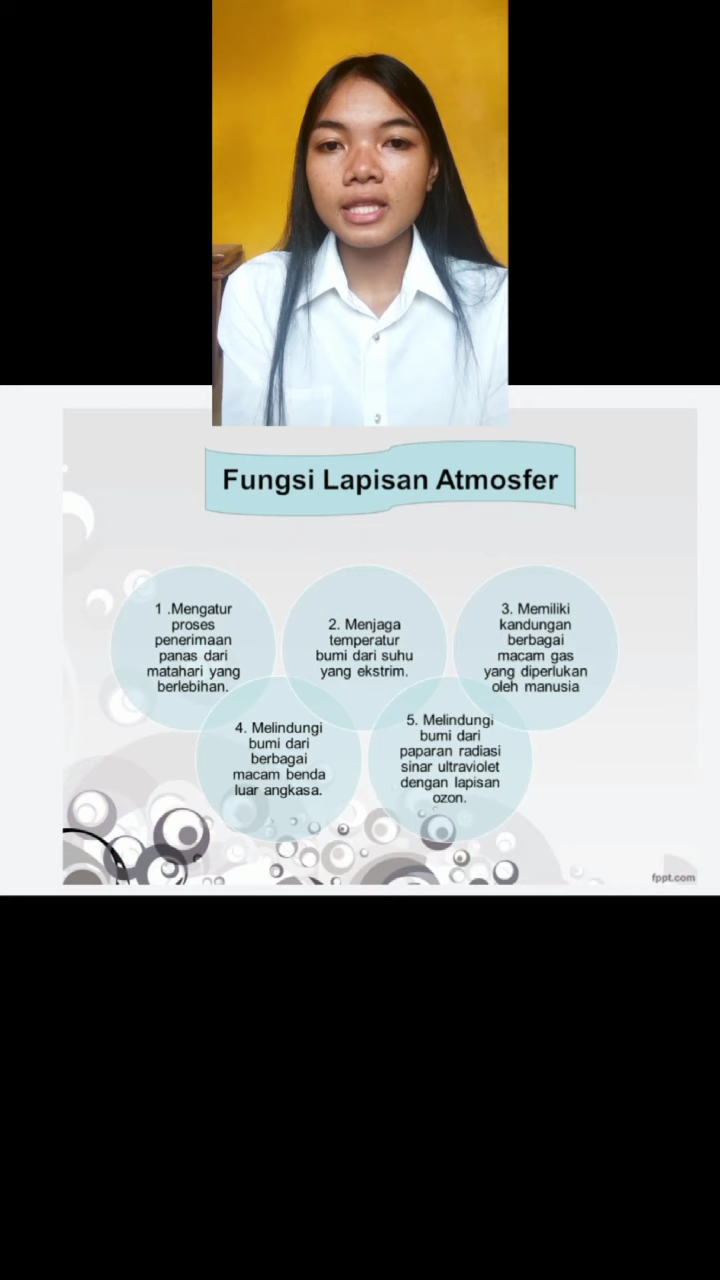 Fungsi Lapisan Atmosfer
1 .Mengatur
proses
penerimaan
panas dari
matahari yang
berlebihan.
2. Menjaga
temperatur
bumi dari suhu
yang ekstrim.
3. Memiliki
kandungan
berbagai
macam gas
yang diperlukan
oleh manusia
4. Melindungi
bumi dari
berbagai
macam benda
luar angkasa.
5. Melindungi
bumi dari
paparan radiasi
sinar ultraviolet
dengan lapisan
ozon.
fppt.com